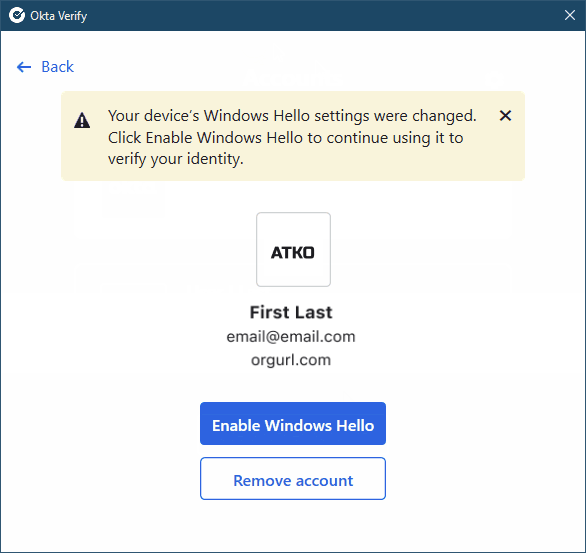 Okta Verify
Back
Your device’s Windows Hello settings were changed.
Click Enable Windows Hello to continue using it to
verify your identity.
ATKO
First Last
email@email.com
orgurl.com
Enable Windows Hello
Remove account